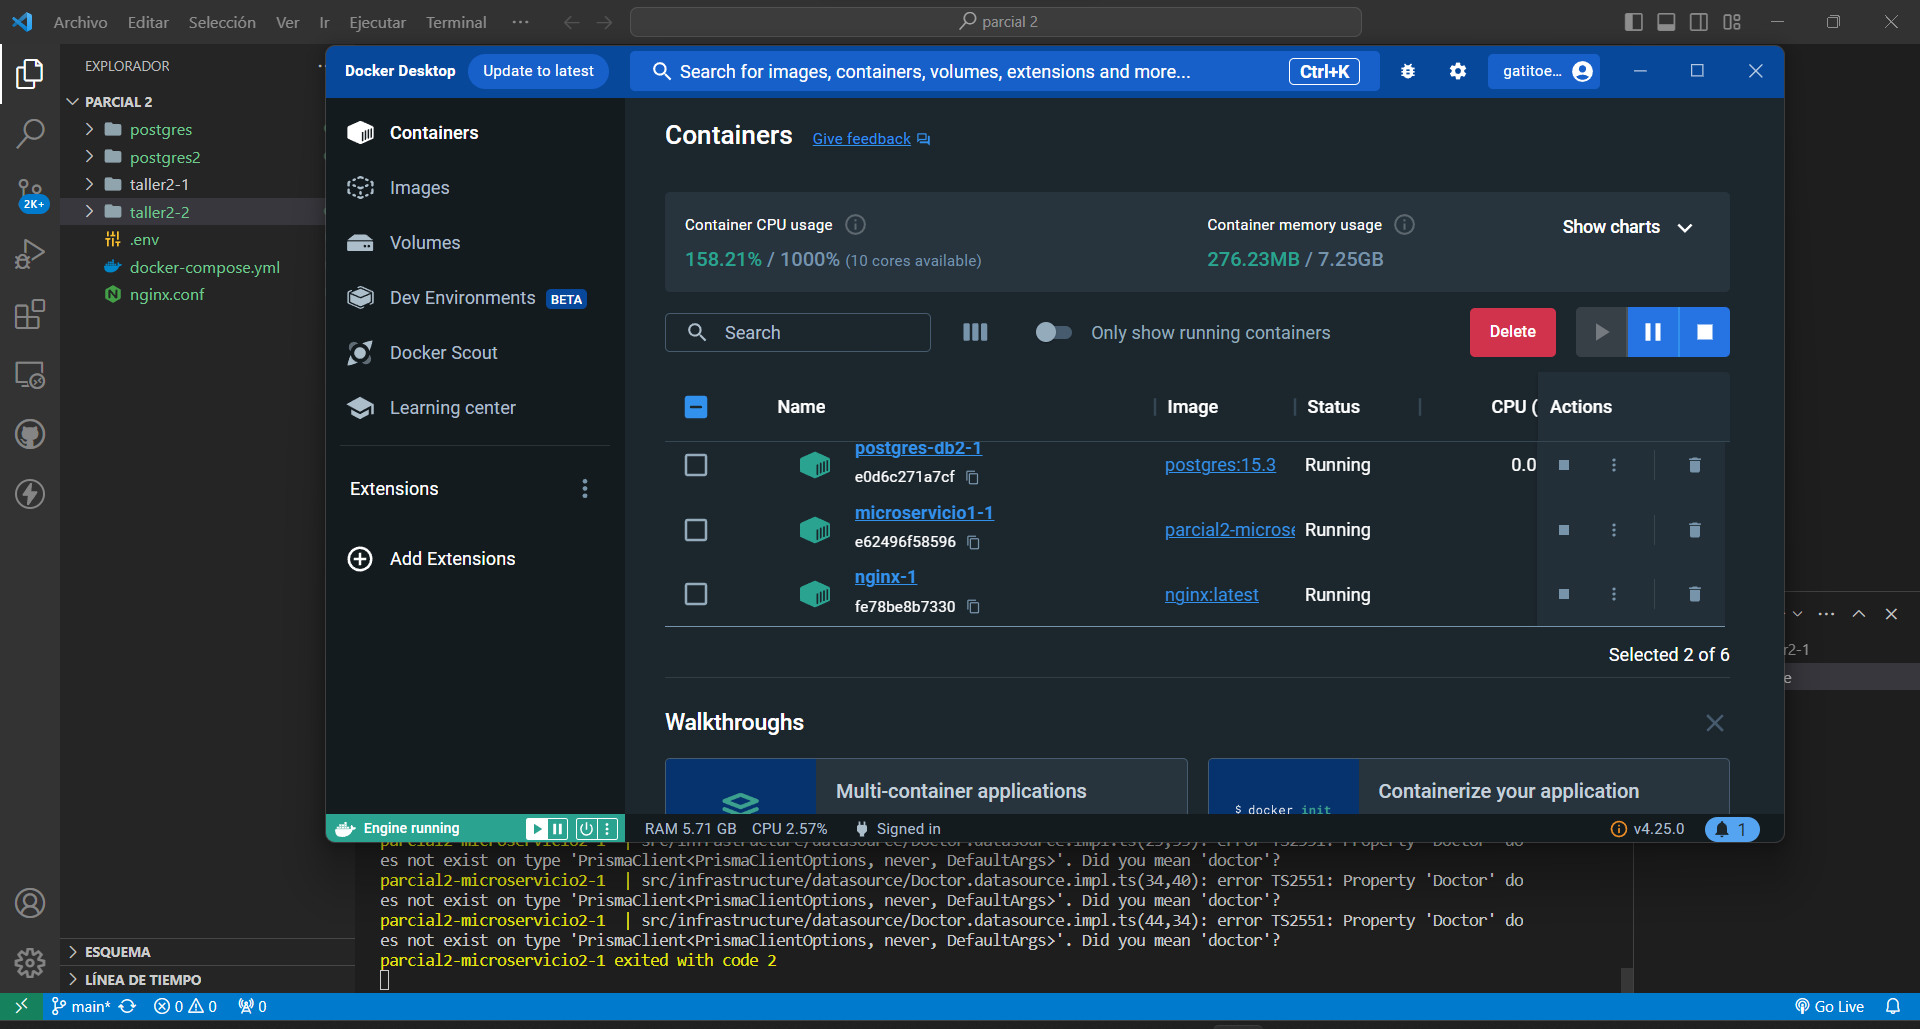 Archivo Editar Selección Ver Ir Ejecutar Terminal ···
parcial 2
EXPLORADOR
PARCIAL 2
postgres
postgres2
taller2-1
taller2-2
.env
docker-compose.yml
nginx.conf
2K+
ESQUEMA
LÍNEA DE TIEMPO
Docker Desktop Update to latest
Search for images, containers, volumes, extensions and more... Ctrl+K
gatitoe...
Containers
Images
Volumes
Dev Environments BETA
Docker Scout
Learning center
Extensions
Add Extensions
Containers Give feedback
Container CPU usage
158.21% / 1000% (10 cores available)
Container memory usage
276.23MB / 7.25GB
Show charts
Search
Only show running containers
Delete
Name Image Status CPU ( Actions
postgres-db2-1
e0d6c271a7cf
postgres:15.3 Running 0.0
microservicio1-1
e62496f58596
parcial2-microse Running
nginx-1
fe78be8b7330
nginx:latest Running
Selected 2 of 6
Walkthroughs
Multi-container applications
$ docker init
Containerize your application
Engine running
RAM 5.71 GB CPU 2.57% Signed in
v4.25.0
1
r2-1
e
es not exist on type 'PrismaClient<PrismaClientOptions, never, DefaultArgs>'. Did you mean 'doctor'?
parcial2-microservicio2-1 | src/infrastructure/datasource/Doctor.datasource.impl.ts(34,40): error TS2551: Property 'Doctor' do
es not exist on type 'PrismaClient<PrismaClientOptions, never, DefaultArgs>'. Did you mean 'doctor'?
parcial2-microservicio2-1 | src/infrastructure/datasource/Doctor.datasource.impl.ts(44,34): error TS2551: Property 'Doctor' do
es not exist on type 'PrismaClient<PrismaClientOptions, never, DefaultArgs>'. Did you mean 'doctor'?
parcial2-microservicio2-1 exited with code 2
main* 0 0 0
Go Live